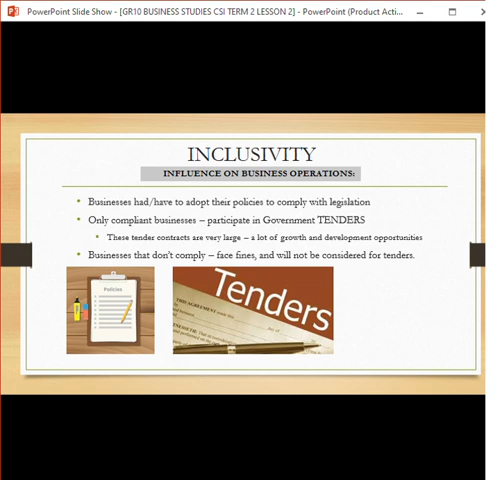 PowerPoint Slide Show - [GR10 BUSINESS STUDIES CSI TERM 2 LESSON 2] - PowerPoint (Product Acti...
INCLUSIVITY
INFLUENCE ON BUSINESS OPERATIONS:
• Businesses had/have to adopt their policies to comply with legislation
• Only compliant businesses – participate in Government TENDERS
• These tender contracts are very large – a lot of growth and development opportunities
• Businesses that don't comply – face fines, and will not be considered for tenders.
Policies
Tenders
THIS AGREEMENT